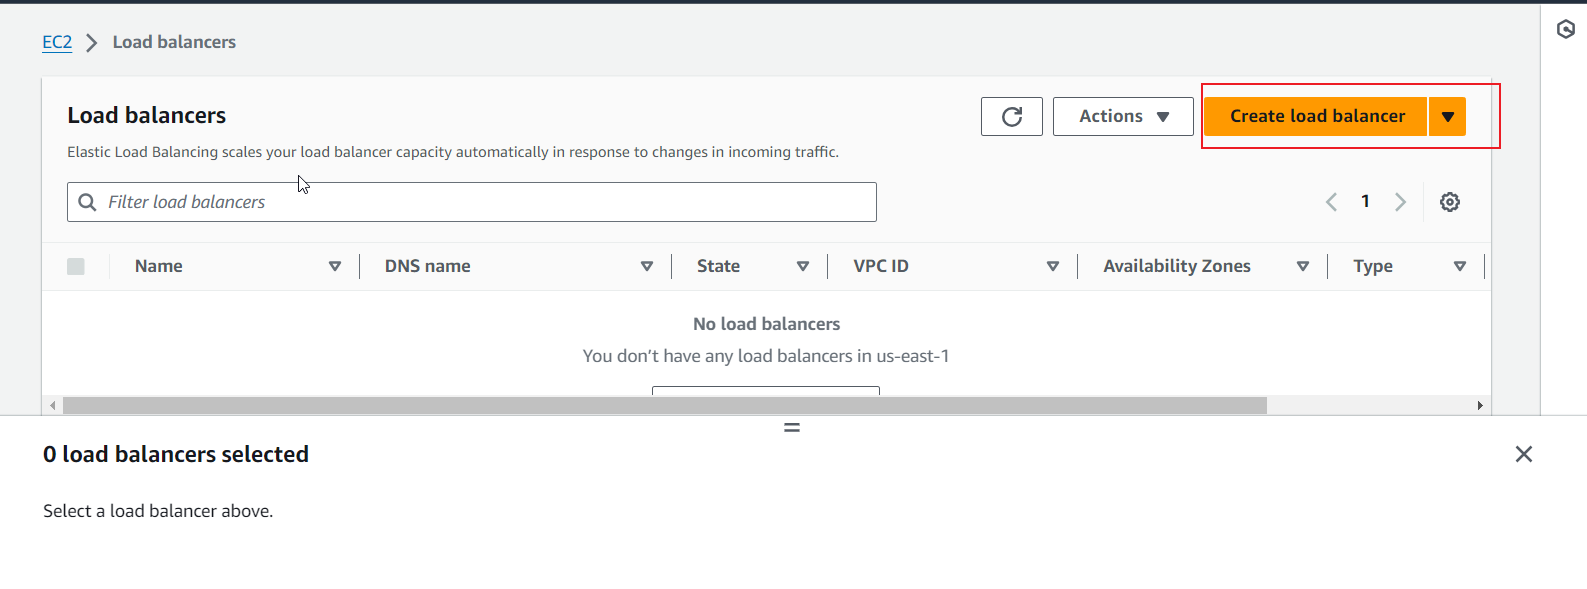 EC2 > Load balancers
Load balancers
Actions
Create load balancer
Elastic Load Balancing scales your load balancer capacity automatically in response to changes in incoming traffic.
Filter load balancers
1
Name DNS name State VPC ID Availability Zones Type
No load balancers
You don’t have any load balancers in us-east-1
0 load balancers selected
Select a load balancer above.